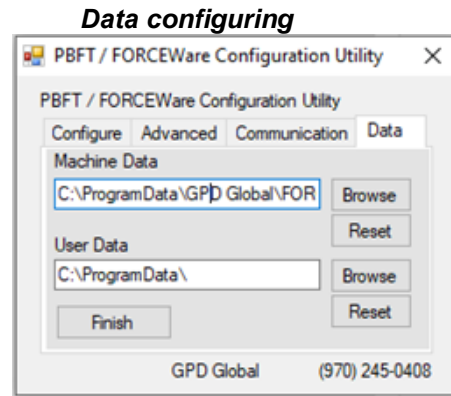 Data configuring
PBFT / FORCEWare Configuration Utility
PBFT / FORCEWare Configuration Utility
Configure Advanced Communication Data
Machine Data
C:\ProgramData\GPD Global\FOR Browse
Reset
User Data
C:\ProgramData\ Browse
Finish Reset
GPD Global (970) 245-0408